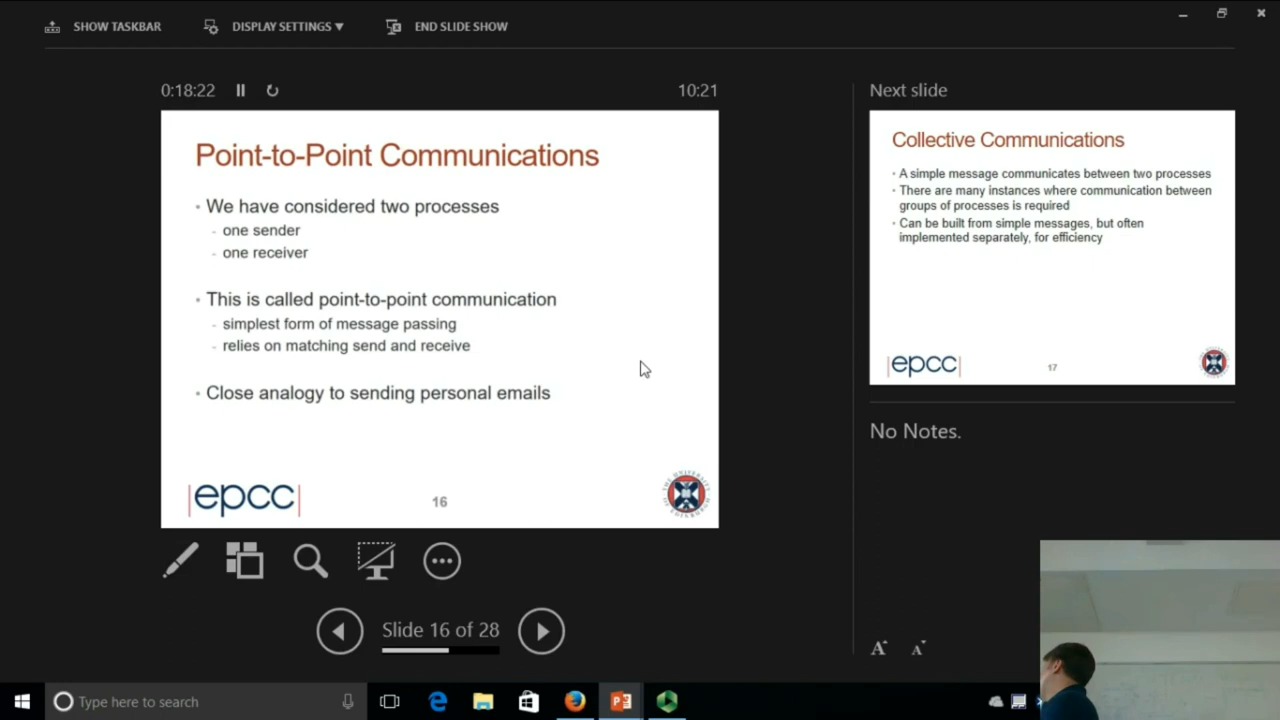 SHOW TASKBAR
DISPLAY SETTINGS ▼
END SLIDE SHOW
0:18:22
10:21
Point-to-Point Communications
• We have considered two processes
- one sender
- one receiver
• This is called point-to-point communication
- simplest form of message passing
- relies on matching send and receive
• Close analogy to sending personal emails
|epcc|
16
Slide 16 of 28
Next slide
Collective Communications
• A simple message communicates between two processes
• There are many instances where communication between
groups of processes is required
• Can be built from simple messages, but often
implemented separately, for efficiency
|epcc|
17
No Notes.
A A
Type here to search